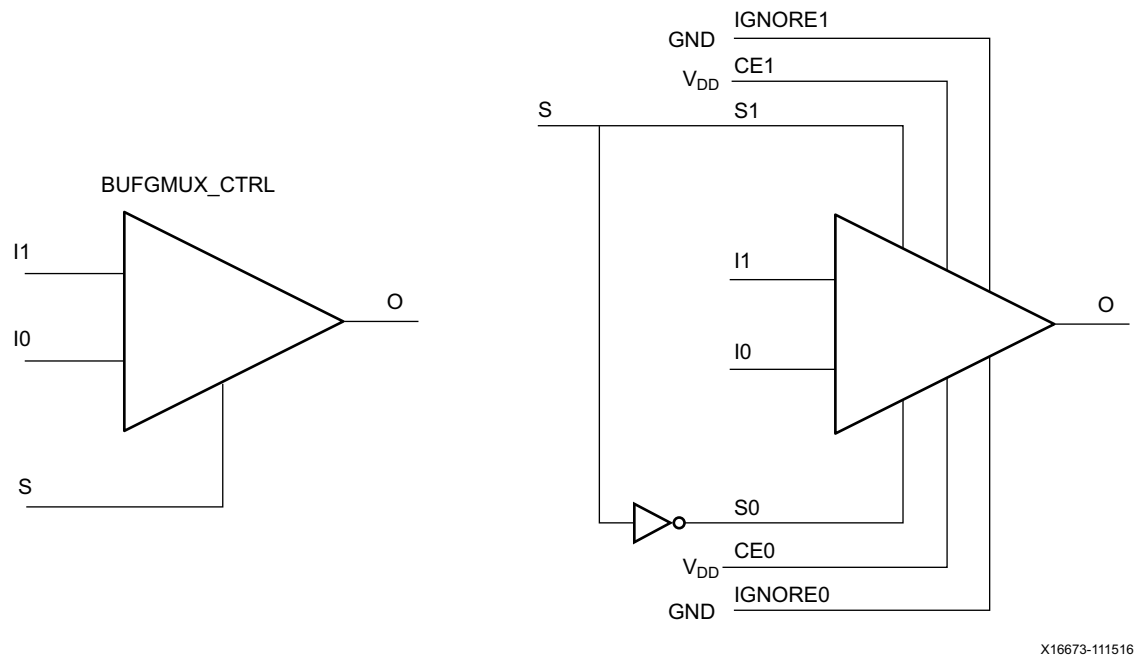 BUFGMUX_CTRL
I1
I0
S
O
IGNORE1
GND
CE1
VDD
S1
S
I1
I0
O
S0
CE0
VDD
IGNORE0
GND
X16673-111516